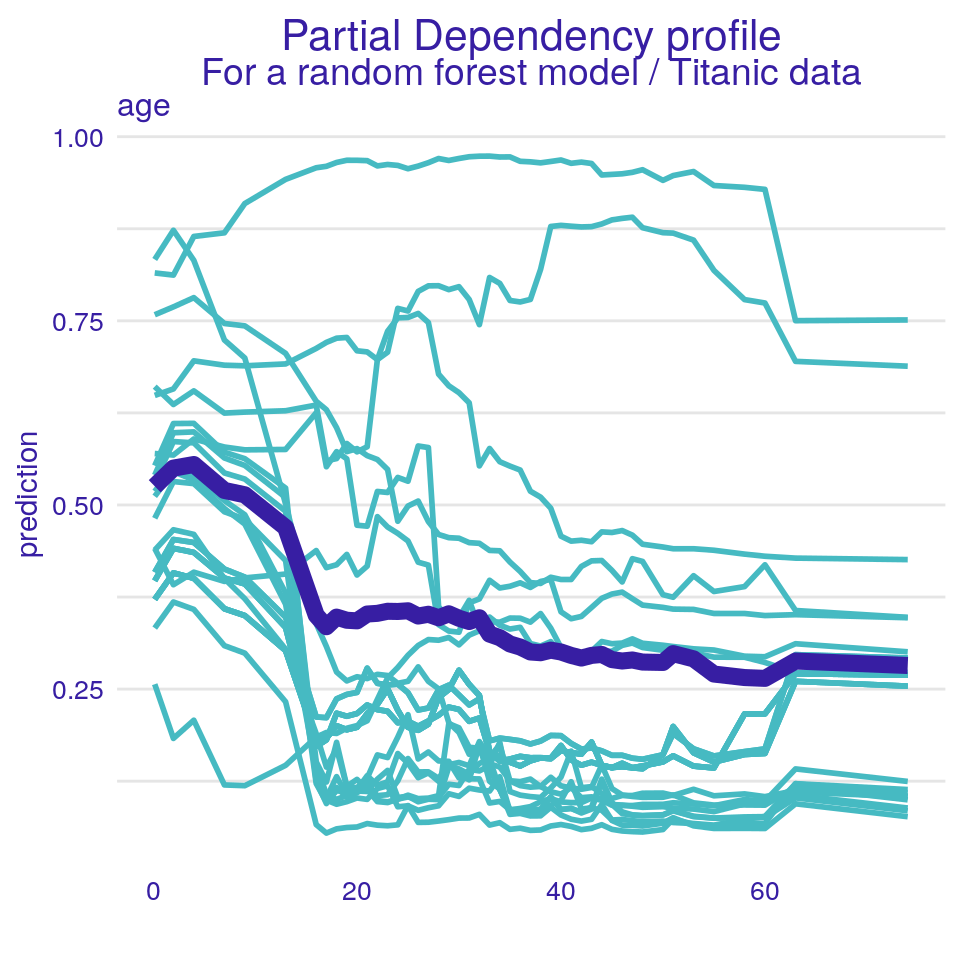 Partial Dependency profile
For a random forest model / Titanic data
age
1.00
0.75
0.50
0.25
prediction
0 20 40 60